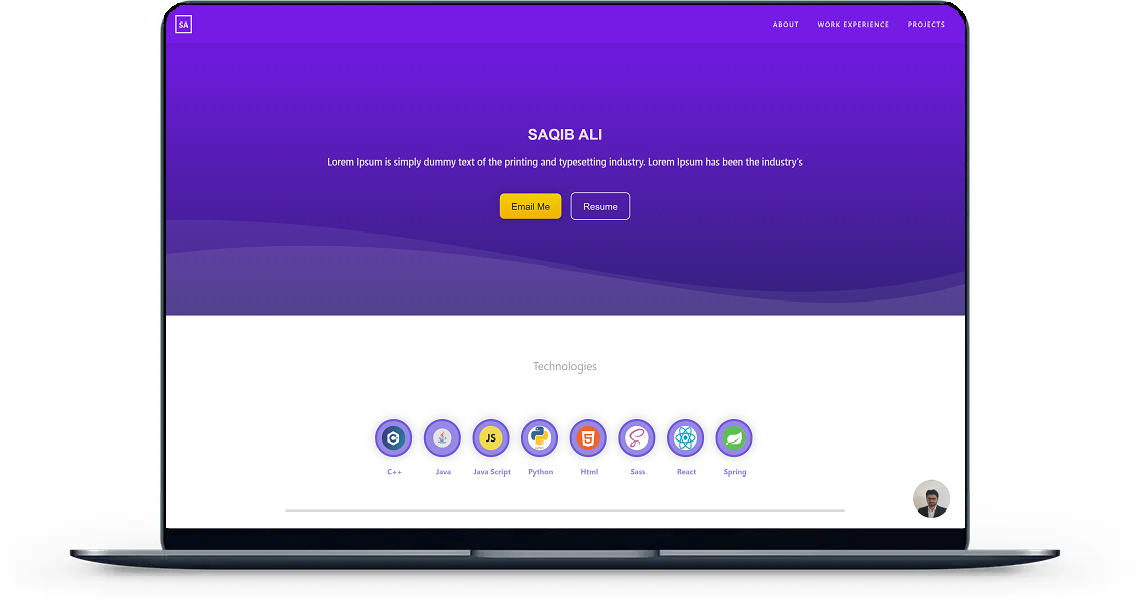 SA
ABOUT WORK EXPERIENCE PROJECTS
SAQIB ALI
Lorem Ipsum is simply dummy text of the printing and typesetting industry. Lorem Ipsum has been the industry's
Email Me Resume
Technologies
JS
C++ Java Java Script Python Html Sass React Spring